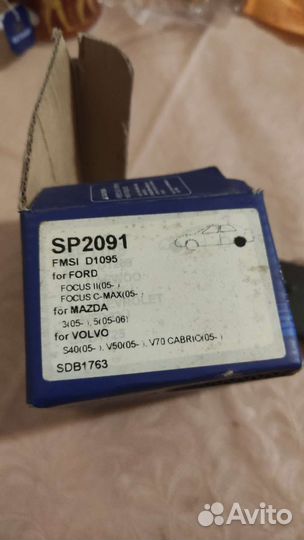 SP2091
FMSI D1095
for FORD
FOCUS II(05- )
FOCUS C-MAX(05- )
for MAZDA
3(05- ), 5(05-06)
for VOLVO
S40(05- ), V50(05- ), V70 CABRIO(05- )
SDB1763
Avito